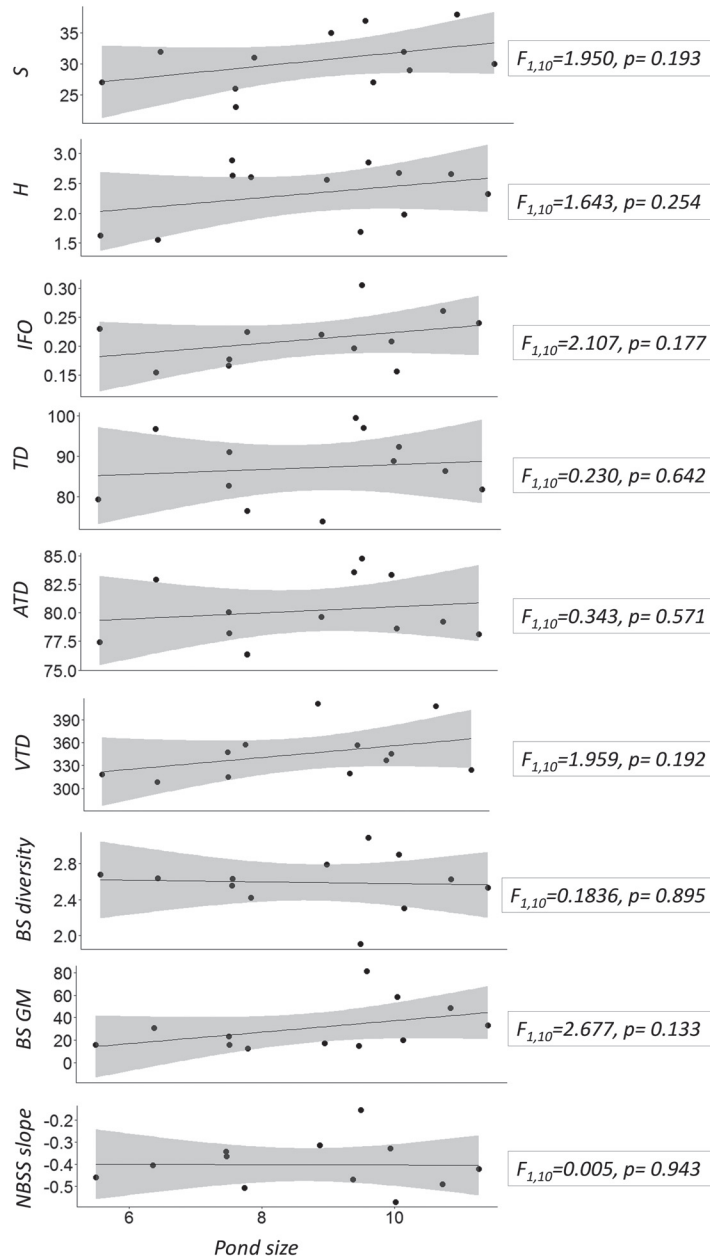 S
35
30
25
F1,10=1.950, p= 0.193
H
3.0
2.5
2.0
1.5
F1,10=1.643, p= 0.254
IFO
0.30
0.25
0.20
0.15
F1,10=2.107, p= 0.177
TD
100
90
80
F1,10=0.230, p= 0.642
ATD
85.0
82.5
80.0
77.5
75.0
F1,10=0.343, p= 0.571
VTD
390
360
330
300
F1,10=1.959, p= 0.192
BS diversity
2.8
2.4
2.0
F1,10=0.1836, p= 0.895
BS GM
80
60
40
20
0
F1,10=2.677, p= 0.133
NBSS slope
-0.2
-0.3
-0.4
-0.5
F1,10=0.005, p= 0.943
6 8 10
Pond size